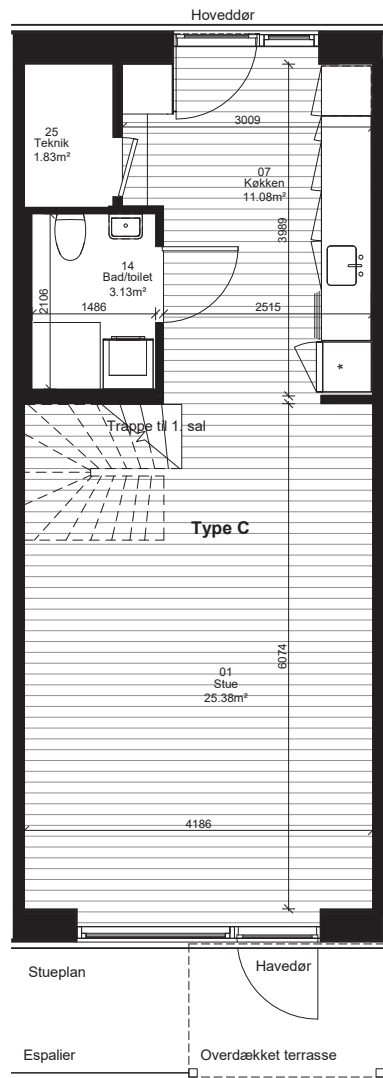 Hoveddør
25
Teknik
1.83m²
3009
07
Køkken
11.08m²
3989
14
Bad/toilet
3.13m²
2106
1486
2515
*
Trappe til 1. sal
Type C
6074
01
Stue
25.38m²
4186
Stueplan
Havedør
Espalier
Overdækket terrasse